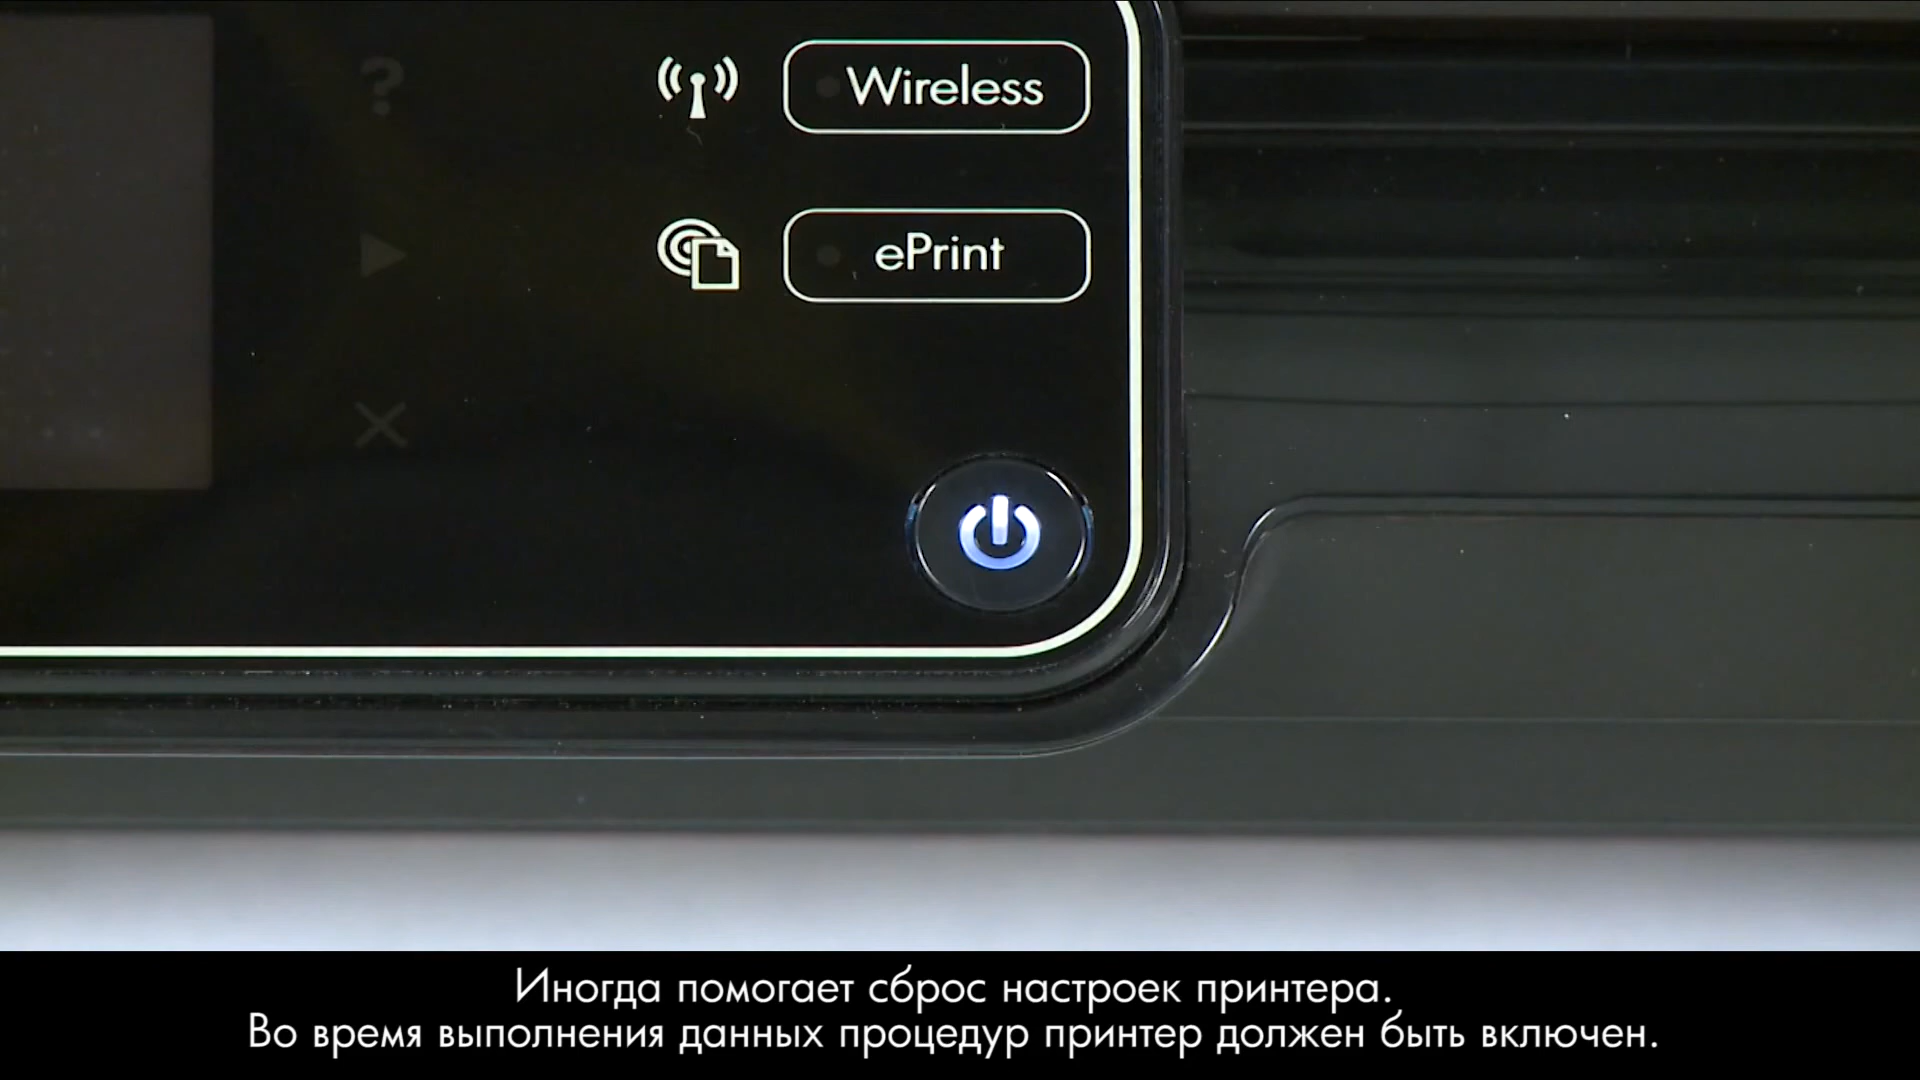 Wireless
ePrint
Иногда помогает сброс настроек принтера.
Во время выполнения данных процедур принтер должен быть включен.